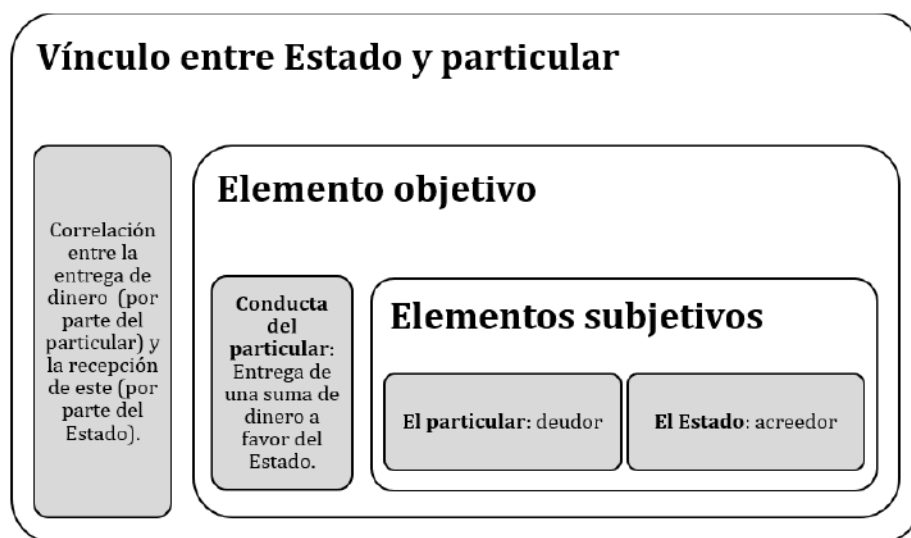 Vínculo entre Estado y particular
Correlación
entre la
entrega de
dinero (por
parte del
particular) y
la recepción
de este (por
parte del
Estado).
Elemento objetivo
Conducta
del
particular:
Entrega de
una suma de
dinero a
favor del
Estado.
Elementos subjetivos
El particular: deudor
El Estado: acreedor